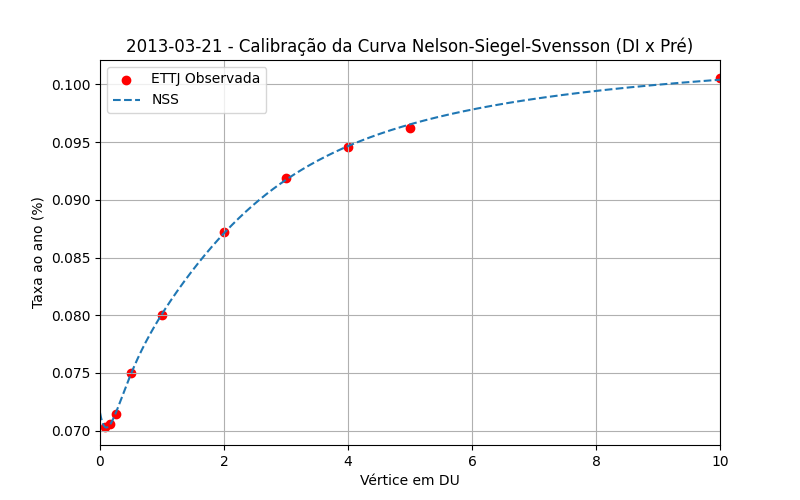 2013-03-21 - Calibração da Curva Nelson-Siegel-Svensson (DI x Pré)
ETTJ Observada
NSS
Taxa ao ano (%)
0.100
0.095
0.090
0.085
0.080
0.075
0.070
0 2 4 6 8 10
Vértice em DU